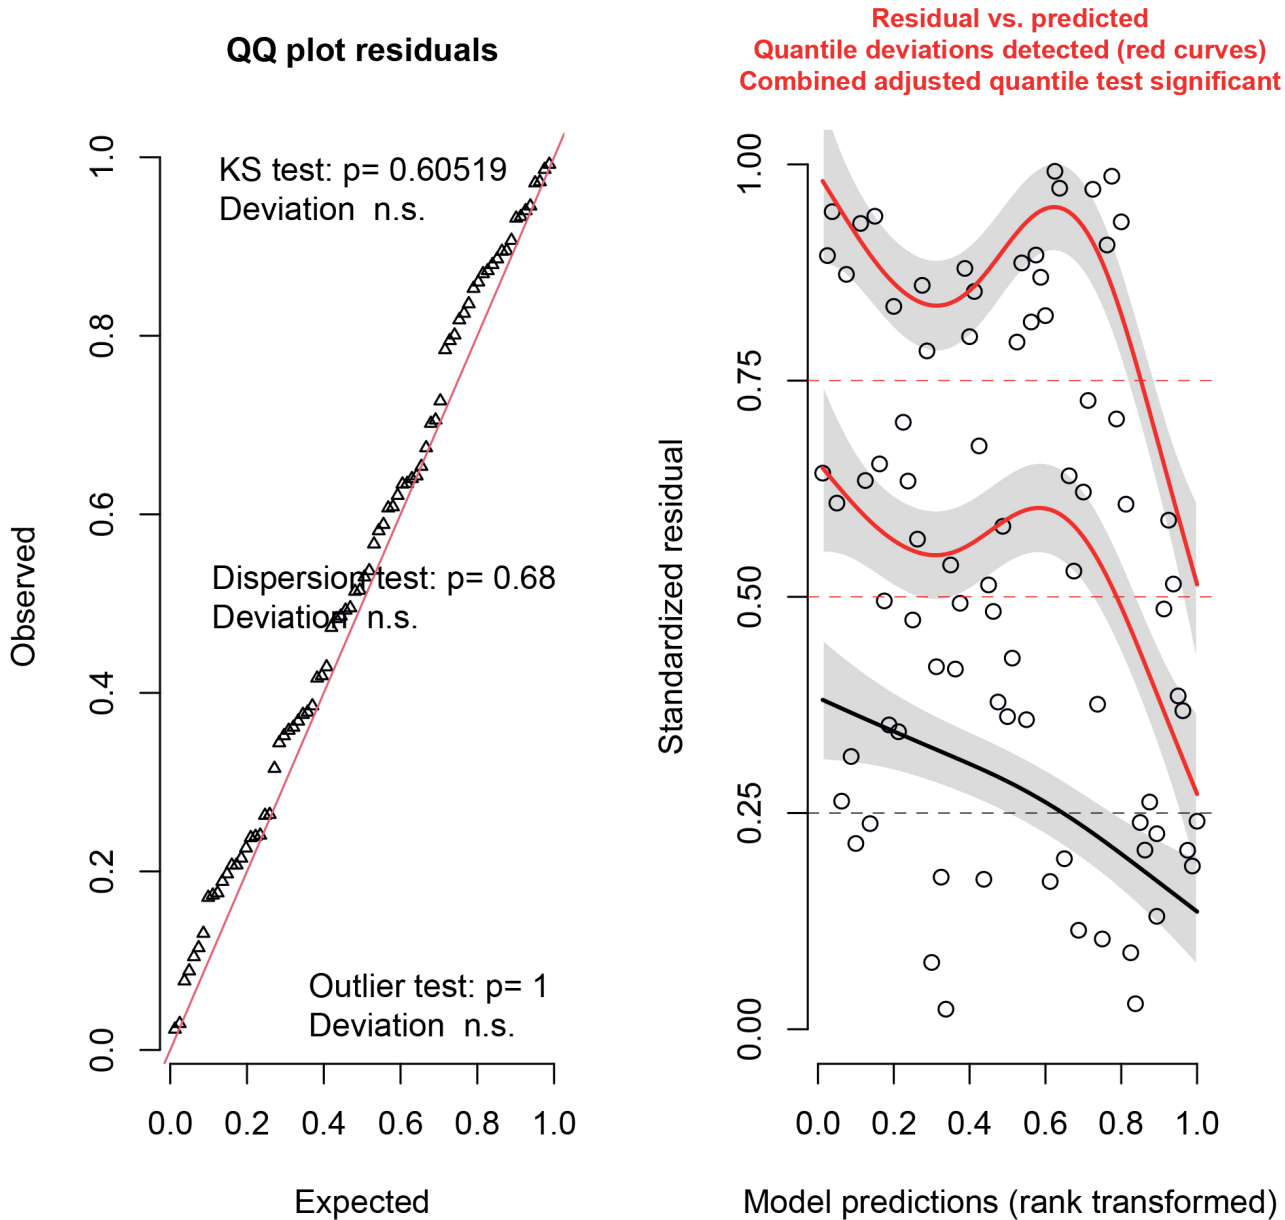 QQ plot residuals
KS test: p= 0.60519
Deviation  n.s.
Dispersion test: p= 0.68
Deviation  n.s.
Outlier test: p= 1
Deviation  n.s.
Observed
1.0
0.8
0.6
0.4
0.2
0.0
0.0 0.2 0.4 0.6 0.8 1.0
Expected
Residual vs. predicted
Quantile deviations detected (red curves)
Combined adjusted quantile test significant
Standardized residual
1.00
0.75
0.50
0.25
0.00
0.0 0.2 0.4 0.6 0.8 1.0
Model predictions (rank transformed)